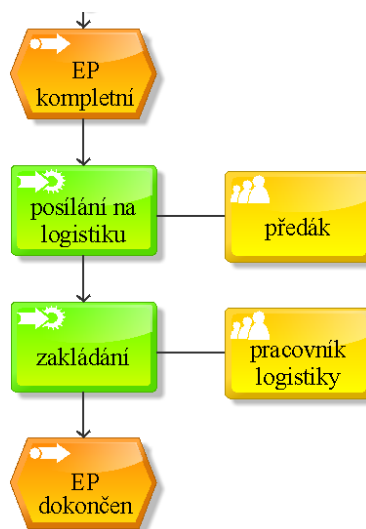 EP
kompletní
posílání na
logistiku
předák
zakládání
pracovník
logistiky
EP
dokončen